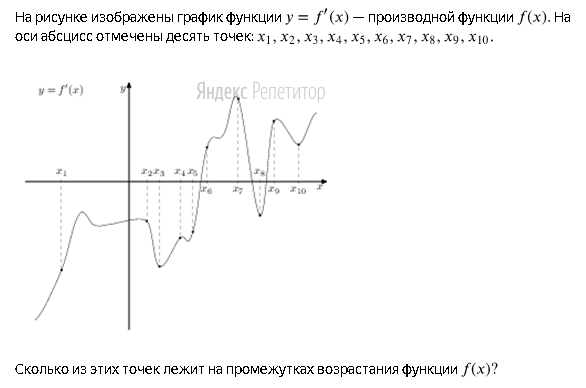 На рисунке изображены график функции y = f′(x) — производной функции f(x). На
оси абсцисс отмечены десять точек: x₁, x₂, x₃, x₄, x₅, x₆, x₇, x₈, x₉, x₁₀.
y = f′(x) y Яндекс Репетитор
x₁ x₂ x₃ x₄ x₅ x₈
x₆ x₇ x₉ x₁₀ x
Сколько из этих точек лежит на промежутках возрастания функции f(x)?